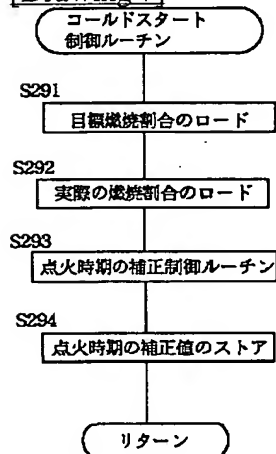 コールドスタート
制御ルーチン
S291
目標燃焼割合のロード
S292
実際の燃焼割合のロード
S293
点火時期の補正制御ルーチン
S294
点火時期の補正値のストア
リターン